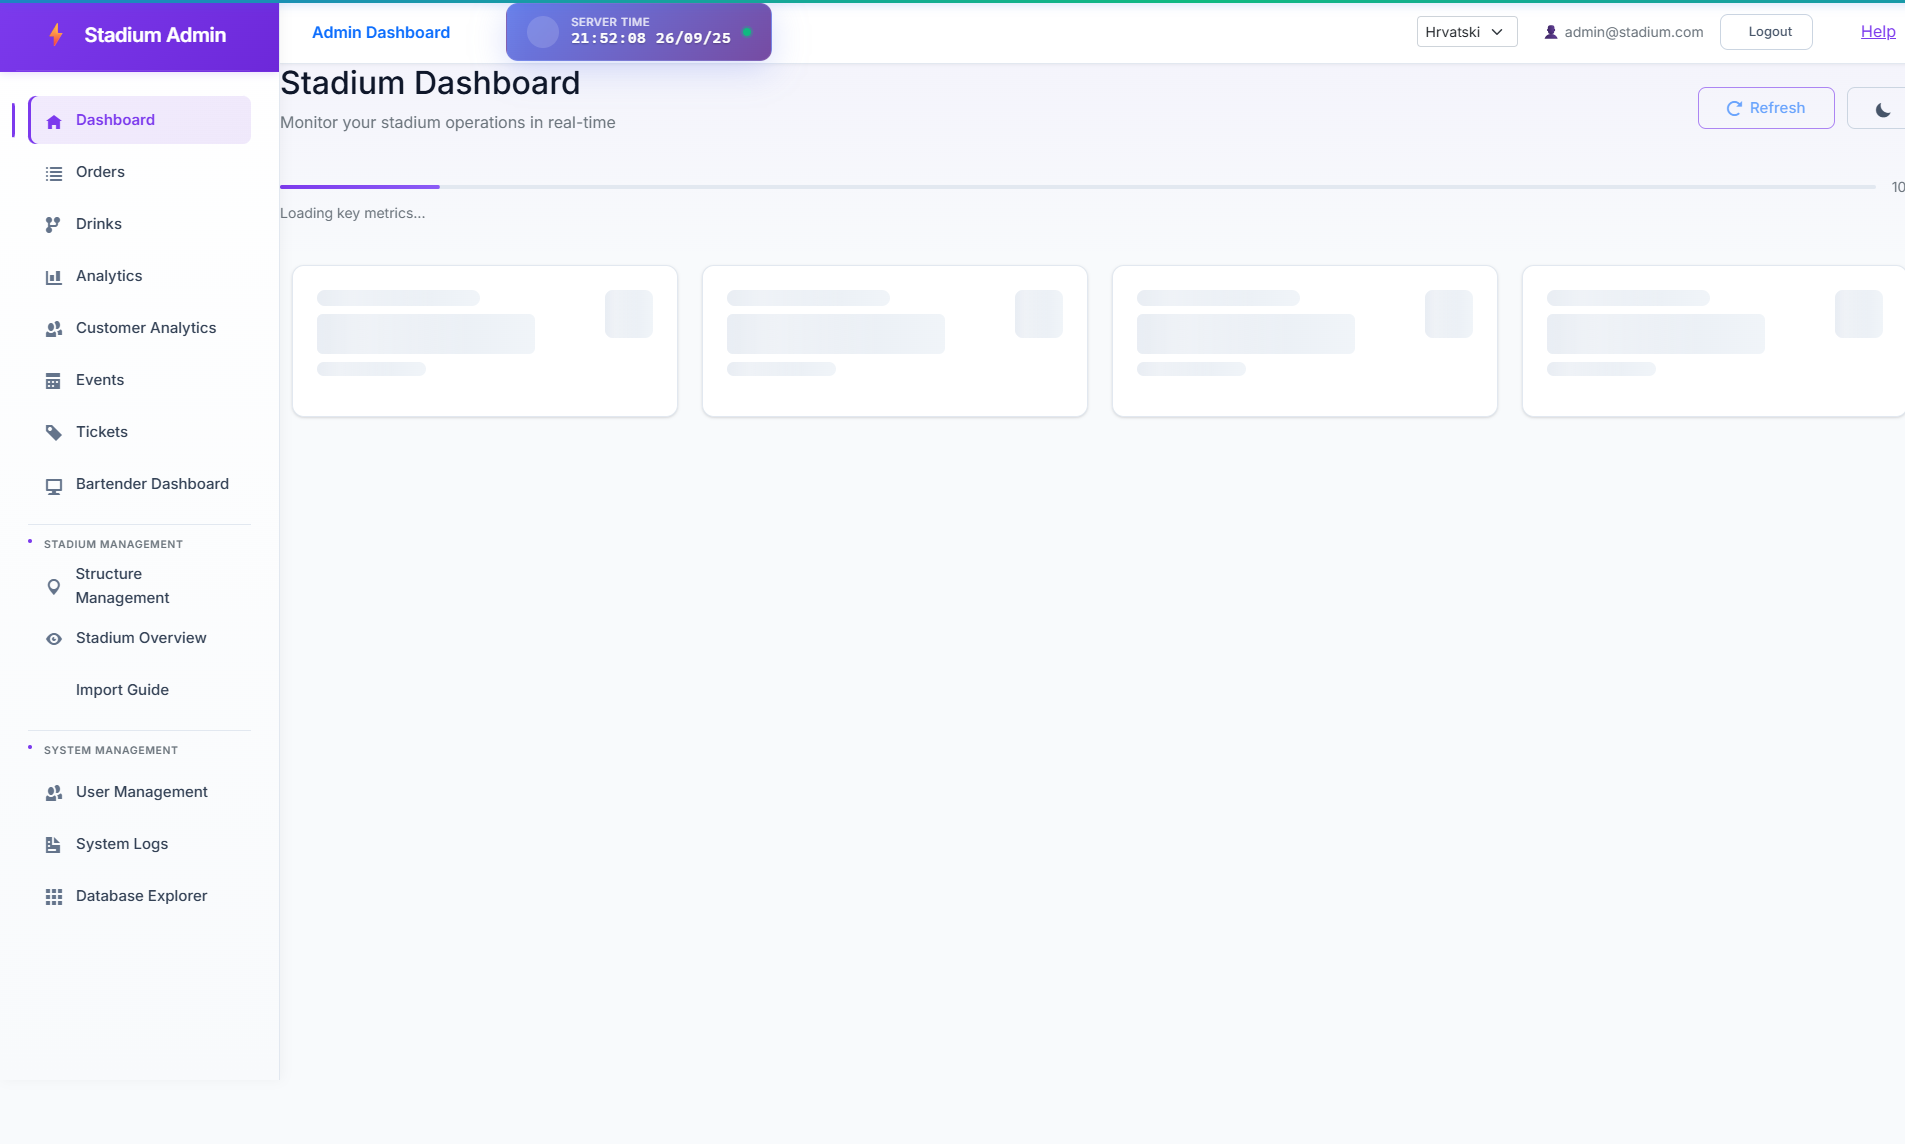 Stadium Admin
Admin Dashboard
SERVER TIME
21:52:08 26/09/25
Hrvatski
admin@stadium.com
Logout
Help
Stadium Dashboard
Monitor your stadium operations in real-time
Refresh
10
Loading key metrics...
Dashboard
Orders
Drinks
Analytics
Customer Analytics
Events
Tickets
Bartender Dashboard
STADIUM MANAGEMENT
Structure
Management
Stadium Overview
Import Guide
SYSTEM MANAGEMENT
User Management
System Logs
Database Explorer